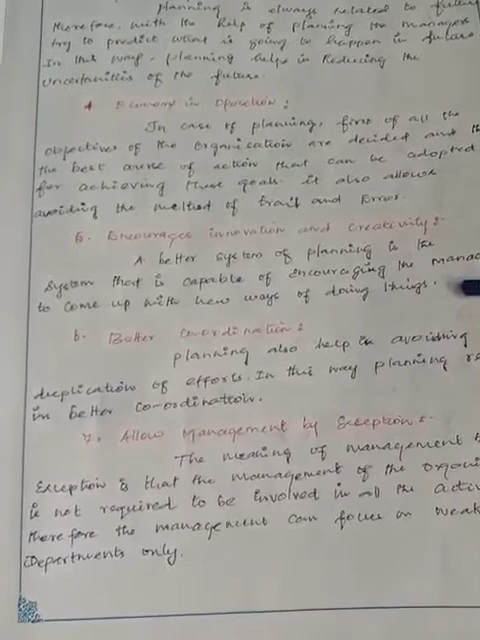 planning is always related to future
therefore, with the help of planning the managers
try to predict what is going to happen in future
In this way, planning helps in Reducing the
uncertainities of the future.
4 Economy in Operation:
In case of planning, first of all the
objectives of the Organisation are decided and th
the best course of action that can be adopted
for achieving these goals. it also allows
avoiding the method of trail and Error.
5. Encourages innovation and Creativity:-
A better system of planning is the
System that is capable of encouraging the manag
to come up with new ways of doing things.
6. Better Co-ordination:
planning also help in avoiding
duplication of efforts. In this way planning re
in better Co-ordination.
7. Allow Management by Exception:-
The meaning of management b
Exception is that the management of the organi
is not required to be involved in all the activ
therefore the management can focus on weak
Departments only.